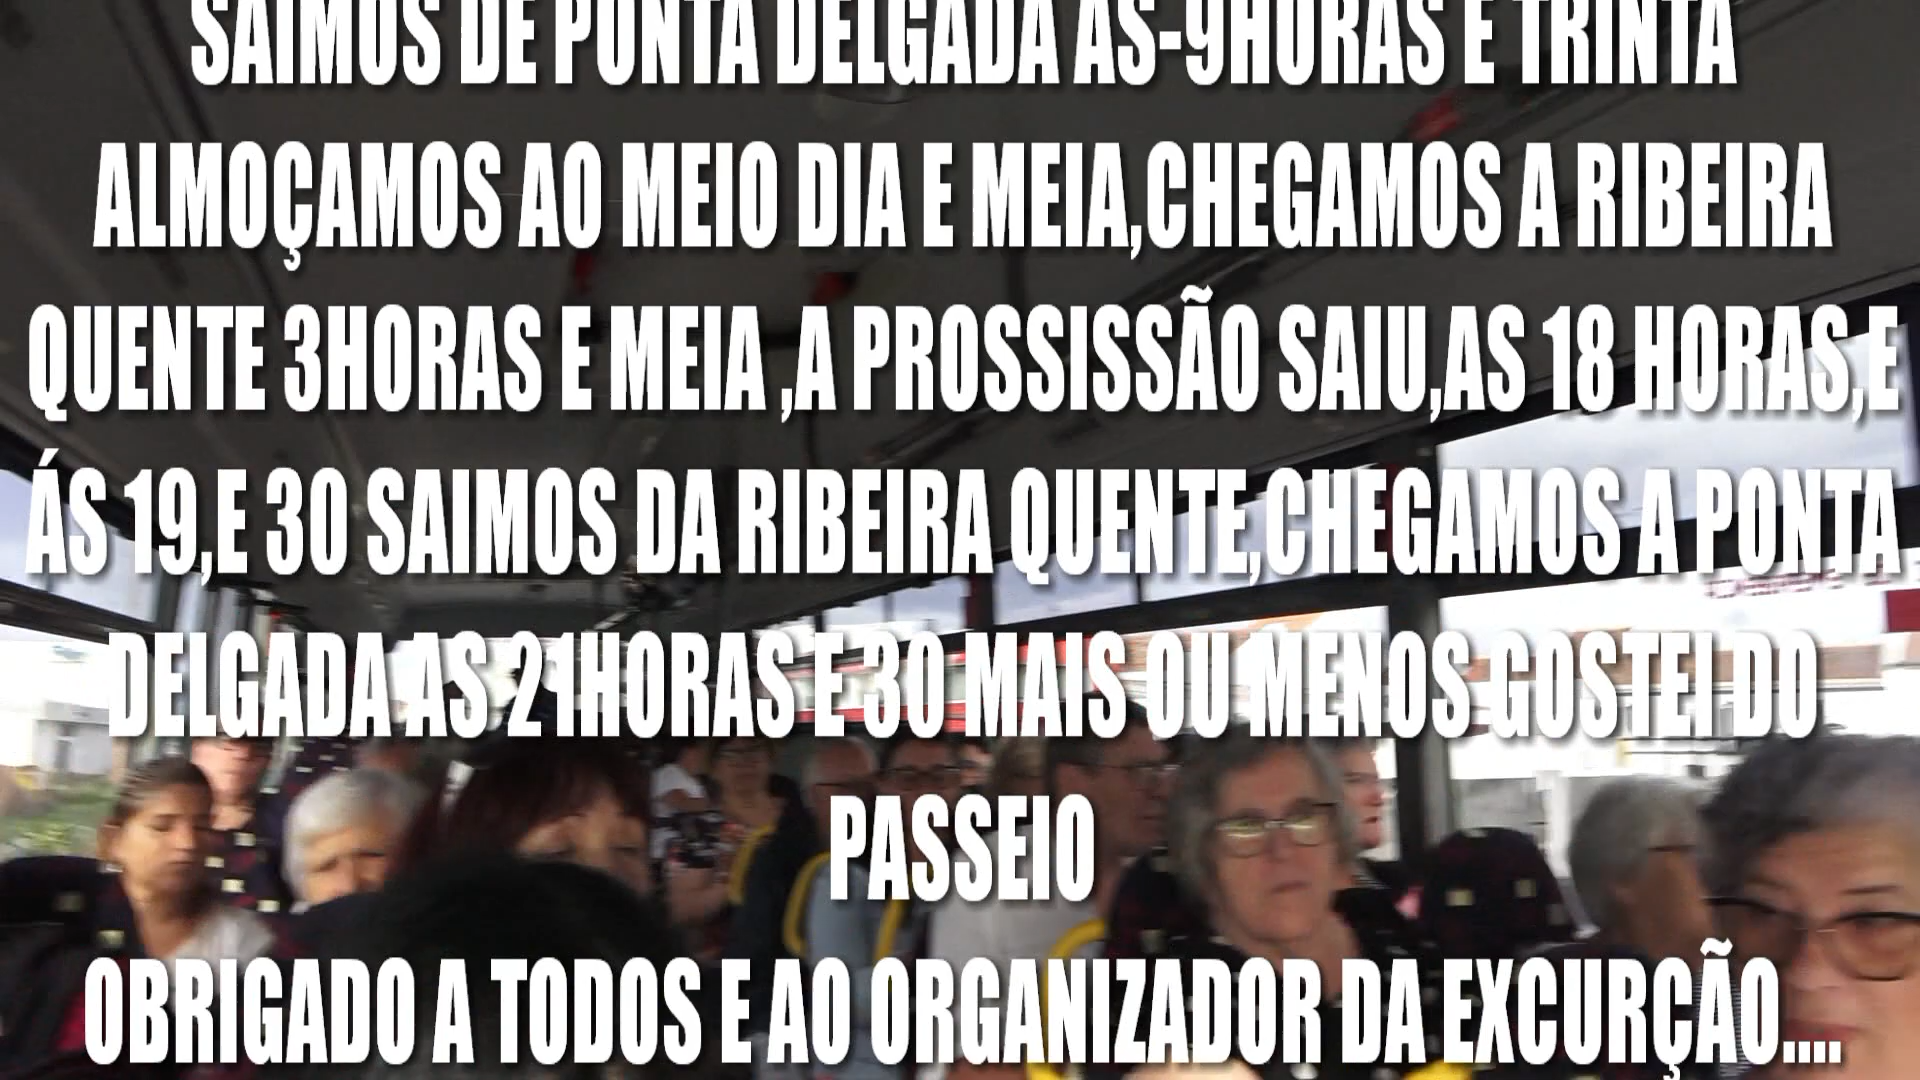 SAIMOS DE PONTA DELGADA AS-9HORAS E TRINTA
ALMOÇAMOS AO MEIO DIA E MEIA,CHEGAMOS A RIBEIRA
QUENTE 3HORAS E MEIA ,A PROSSISSÃO SAIU,AS 18 HORAS,E
ÁS 19,E 30 SAIMOS DA RIBEIRA QUENTE,CHEGAMOS A PONTA
DELGADA AS 21HORAS E 30 MAIS OU MENOS GOSTEI DO
PASSEIO
OBRIGADO A TODOS E AO ORGANIZADOR DA EXCURÇÃO....